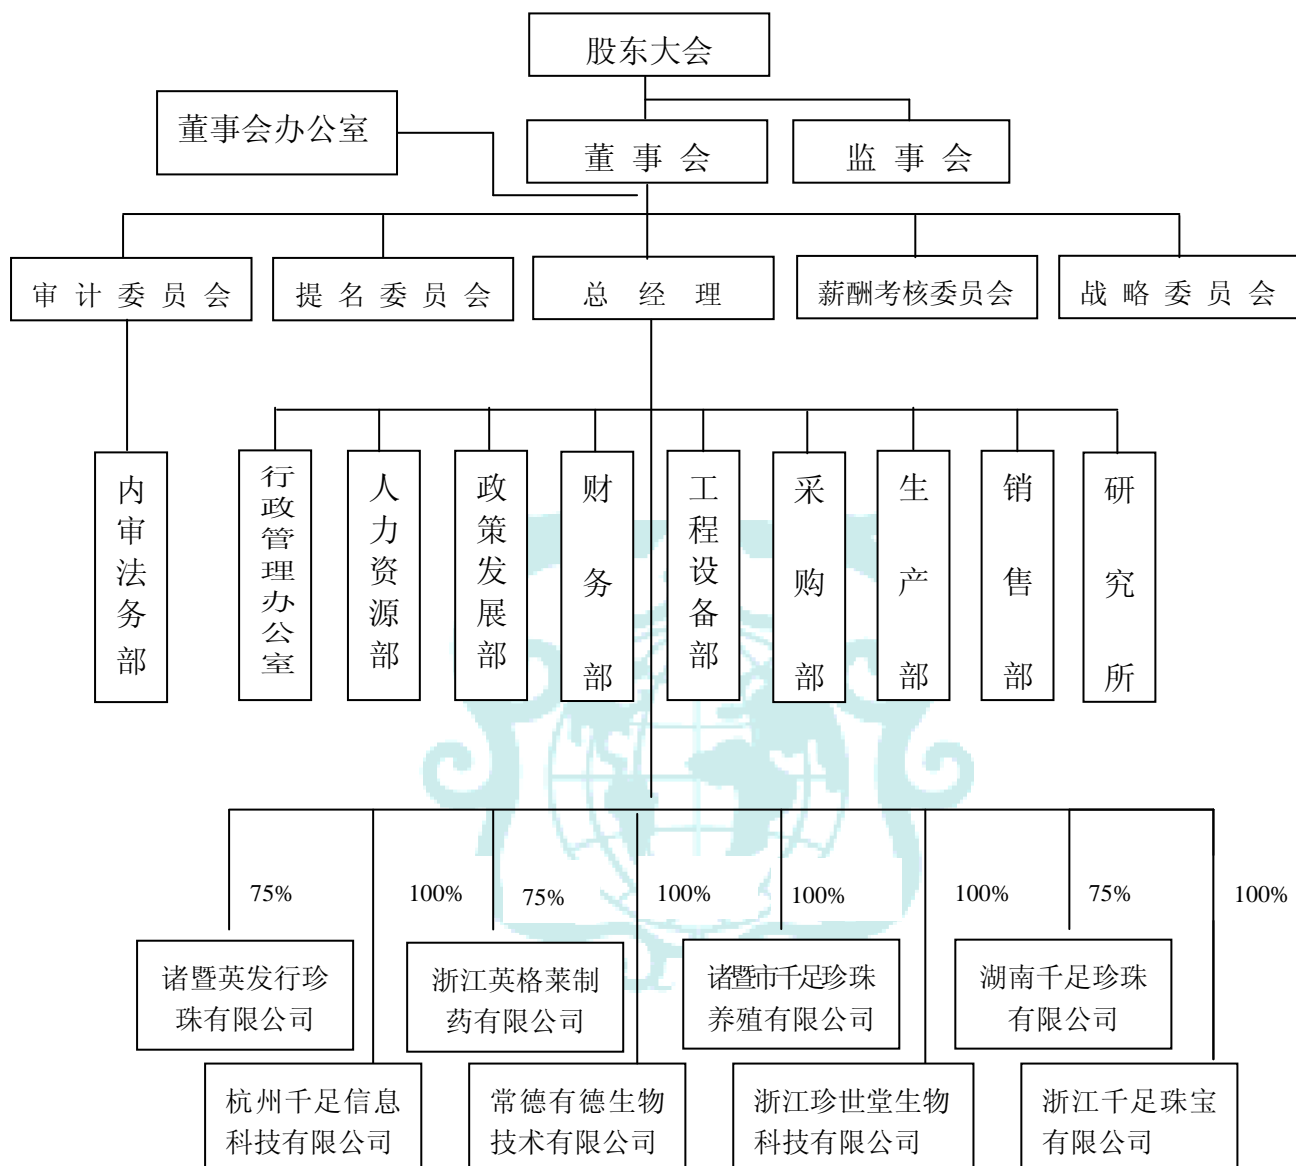 股东大会
董事会办公室
董事会
监事会
审计委员会
提名委员会
总经理
薪酬考核委员会
战略委员会
内审法务部
行政管理办公室
人力资源部
政策发展部
财务部
工程设备部
采购部
生产部
销售部
研究所
75%
100%
75%
100%
100%
100%
75%
100%
诸暨英发行珍
珠有限公司
浙江英格莱制
药有限公司
诸暨市千足珍珠
养殖有限公司
湖南千足珍珠
有限公司
杭州千足信息
科技有限公司
常德有德生物
技术有限公司
浙江珍世堂生物
科技有限公司
浙江千足珠宝
有限公司